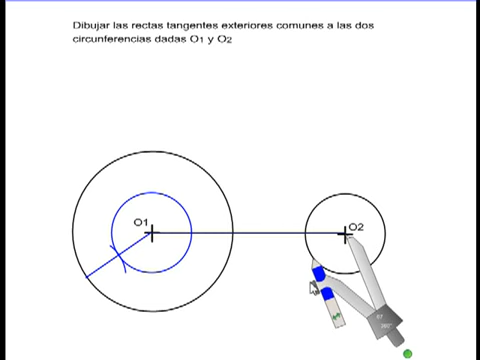 Dibujar las rectas tangentes exteriores comunes a las dos
circunferencias dadas O1 y O2
O1
O2